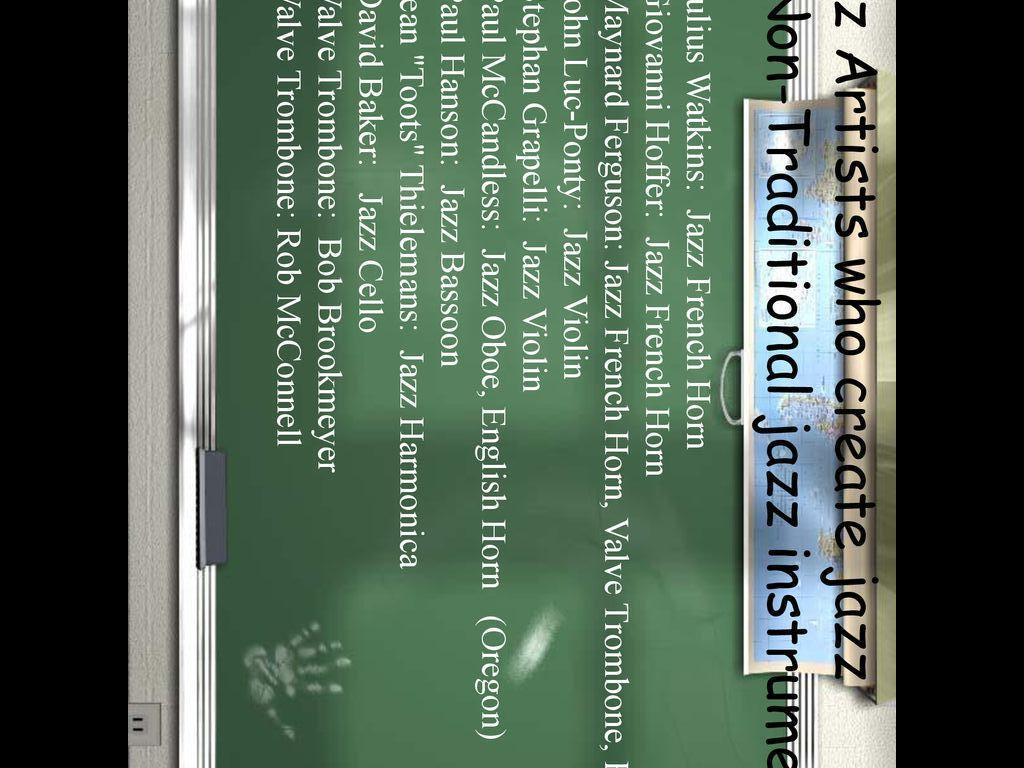 z Artists who create jazz
Non-Traditional jazz instrume
ulius Watkins: Jazz French Horn
Giovanni Hoffer: Jazz French Horn
Maynard Ferguson: Jazz French Horn, Valve Trombone,
ohn Luc-Ponty: Jazz Violin
tephan Grapelli: Jazz Violin
Paul McCandless: Jazz Oboe, English Horn (Oregon)
Paul Hanson: Jazz Bassoon
ean "Toots" Thielemans: Jazz Harmonica
David Baker: Jazz Cello
Valve Trombone: Bob Brookmeyer
Valve Trombone: Rob McConnell